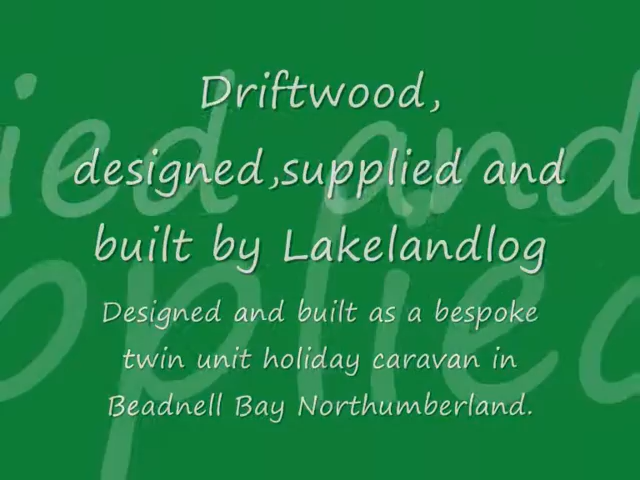 Driftwood,
designed,supplied and
built by Lakelandlog
Designed and built as a bespoke
twin unit holiday caravan in
Beadnell Bay Northumberland.